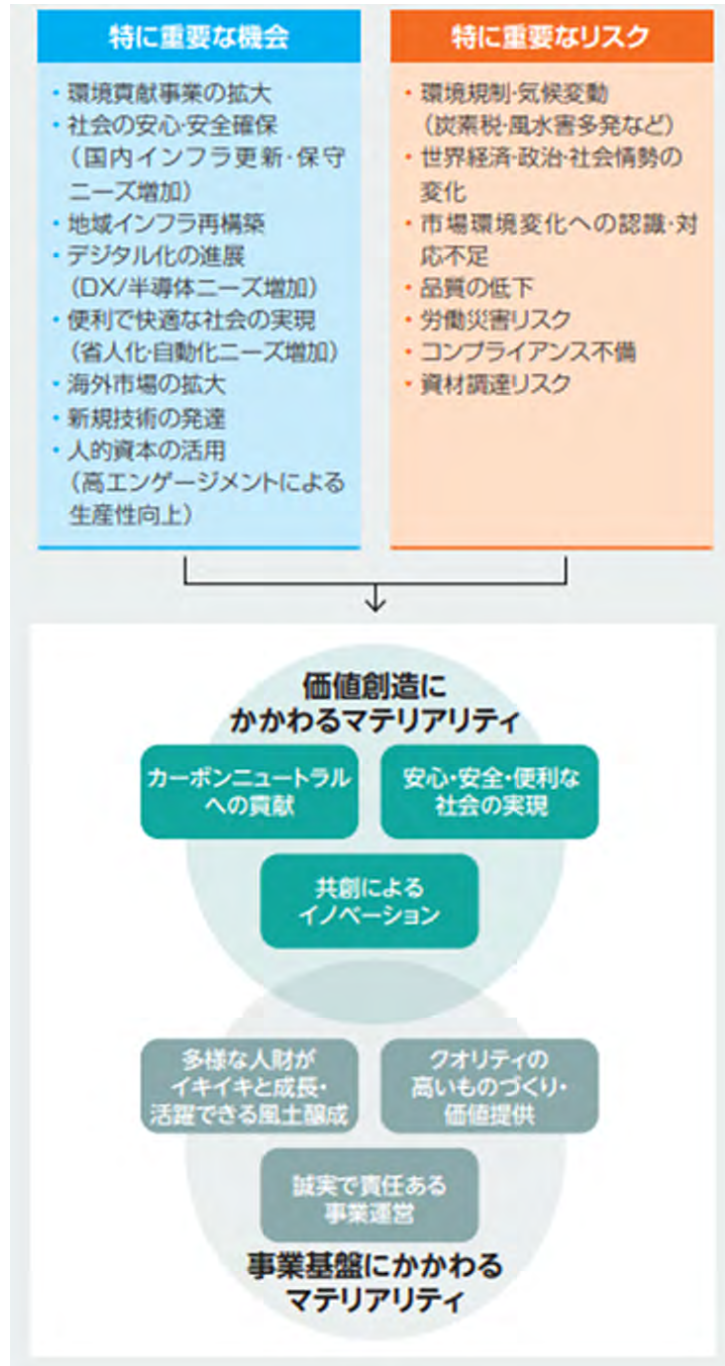 特に重要な機会
・環境貢献事業の拡大
・社会の安心・安全確保
（国内インフラ更新・保守
ニーズ増加）
・地域インフラ再構築
・デジタル化の進展
（DX/半導体ニーズ増加）
・便利で快適な社会の実現
（省人化・自動化ニーズ増加）
・海外市場の拡大
・新規技術の発達
・人的資本の活用
（高エンゲージメントによる
生産性向上）
特に重要なリスク
・環境規制・気候変動
（炭素税・風水害多発など）
・世界経済・政治・社会情勢の
変化
・市場環境変化への認識・対
応不足
・品質の低下
・労働災害リスク
・コンプライアンス不備
・資材調達リスク
価値創造に
かかわるマテリアリティ
カーボンニュートラル
への貢献
安心・安全・便利な
社会の実現
共創による
イノベーション
多様な人財が
イキイキと成長・
活躍できる風土醸成
クオリティの
高いものづくり・
価値提供
誠実で責任ある
事業運営
事業基盤にかかわる
マテリアリティ